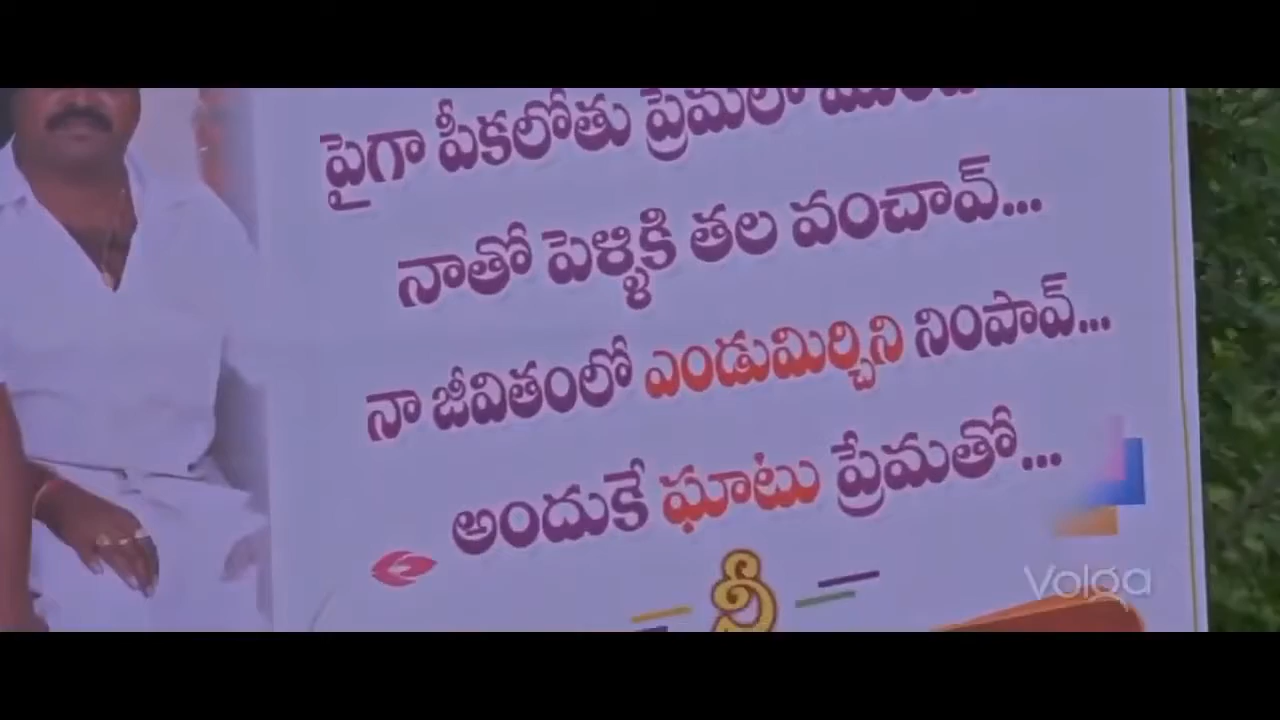 పైగా పీకలోతు ప్రేమలో
నాతో పెళ్ళికి తల వంచావ్...
నా జీవితంలో ఎండుమిర్చిని నింపావ్...
అందుకే ఘాటు ప్రేమతో...
నీ
Volga